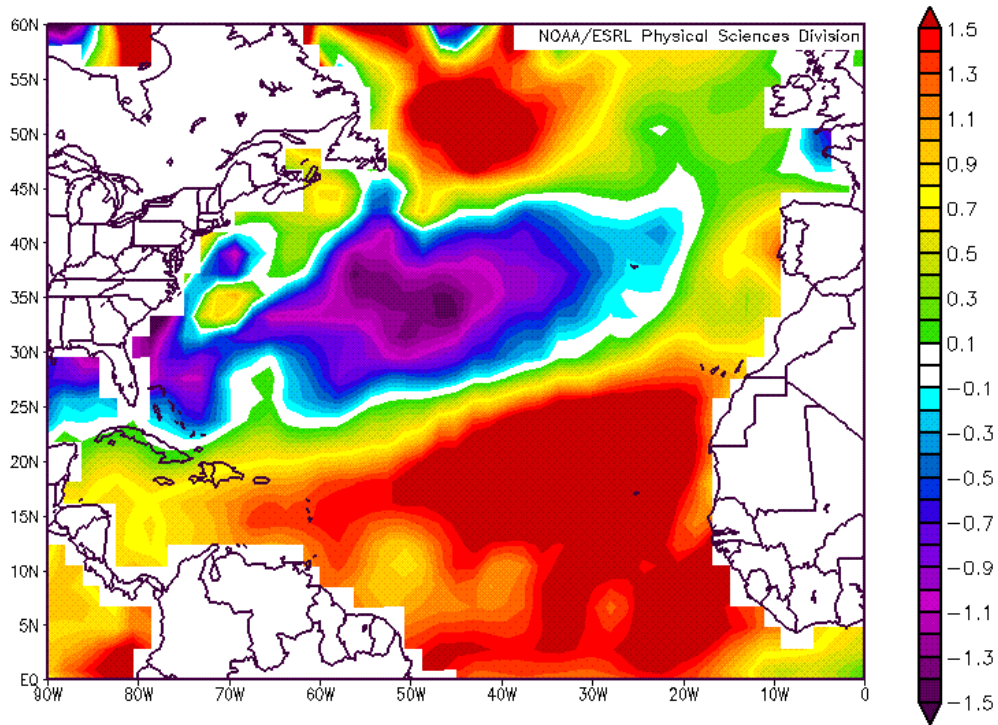 NOAA/ESRL Physical Sciences Division
60N
55N
50N
45N
40N
35N
30N
25N
20N
15N
10N
5N
EQ
90W 80W 70W 60W 50W 40W 30W 20W 10W 0
1.5
1.3
1.1
0.9
0.7
0.5
0.3
0.1
−0.1
−0.3
−0.5
−0.7
−0.9
−1.1
−1.3
−1.5